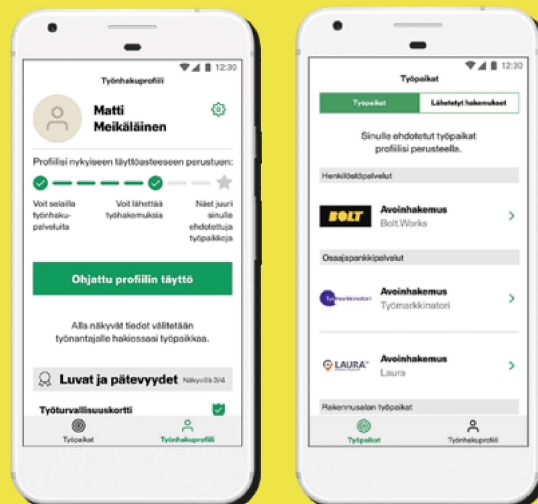 12:30
Työnhakuprofiili
Matti
Meikäläinen
Profiilisi nykyiseen täyttöasteeseen perustuen:
Voit selailla
työnhaku-
palveluita
Voit lähettää
työhakemuksia
Näet juuri
sinulle
ehdotettuja
työpaikkoja
Ohjattu profiilin täyttö
Alla näkyvät tiedot välitetään
työnantajalle hakiessasi työpaikkaa.
Luvat ja pätevyydet Näkyvillä 3/4
Työturvallisuuskortti
Työpaikat
Työnhakuprofiili
12:30
Työpaikat
Työpaikat
Lähetetyt hakemukset
Sinulle ehdotetut työpaikat
profiilisi perusteella.
Henkilöstöpalvelut
BOLT
Avoinhakemus
Bolt.Works
Osaajapankkipalvelut
Työmarkkinatori
Avoinhakemus
Työmarkkinatori
LAURA™
Avoinhakemus
Laura
Rakennusalan työpaikat
Työpaikat
Työnhakuprofiili